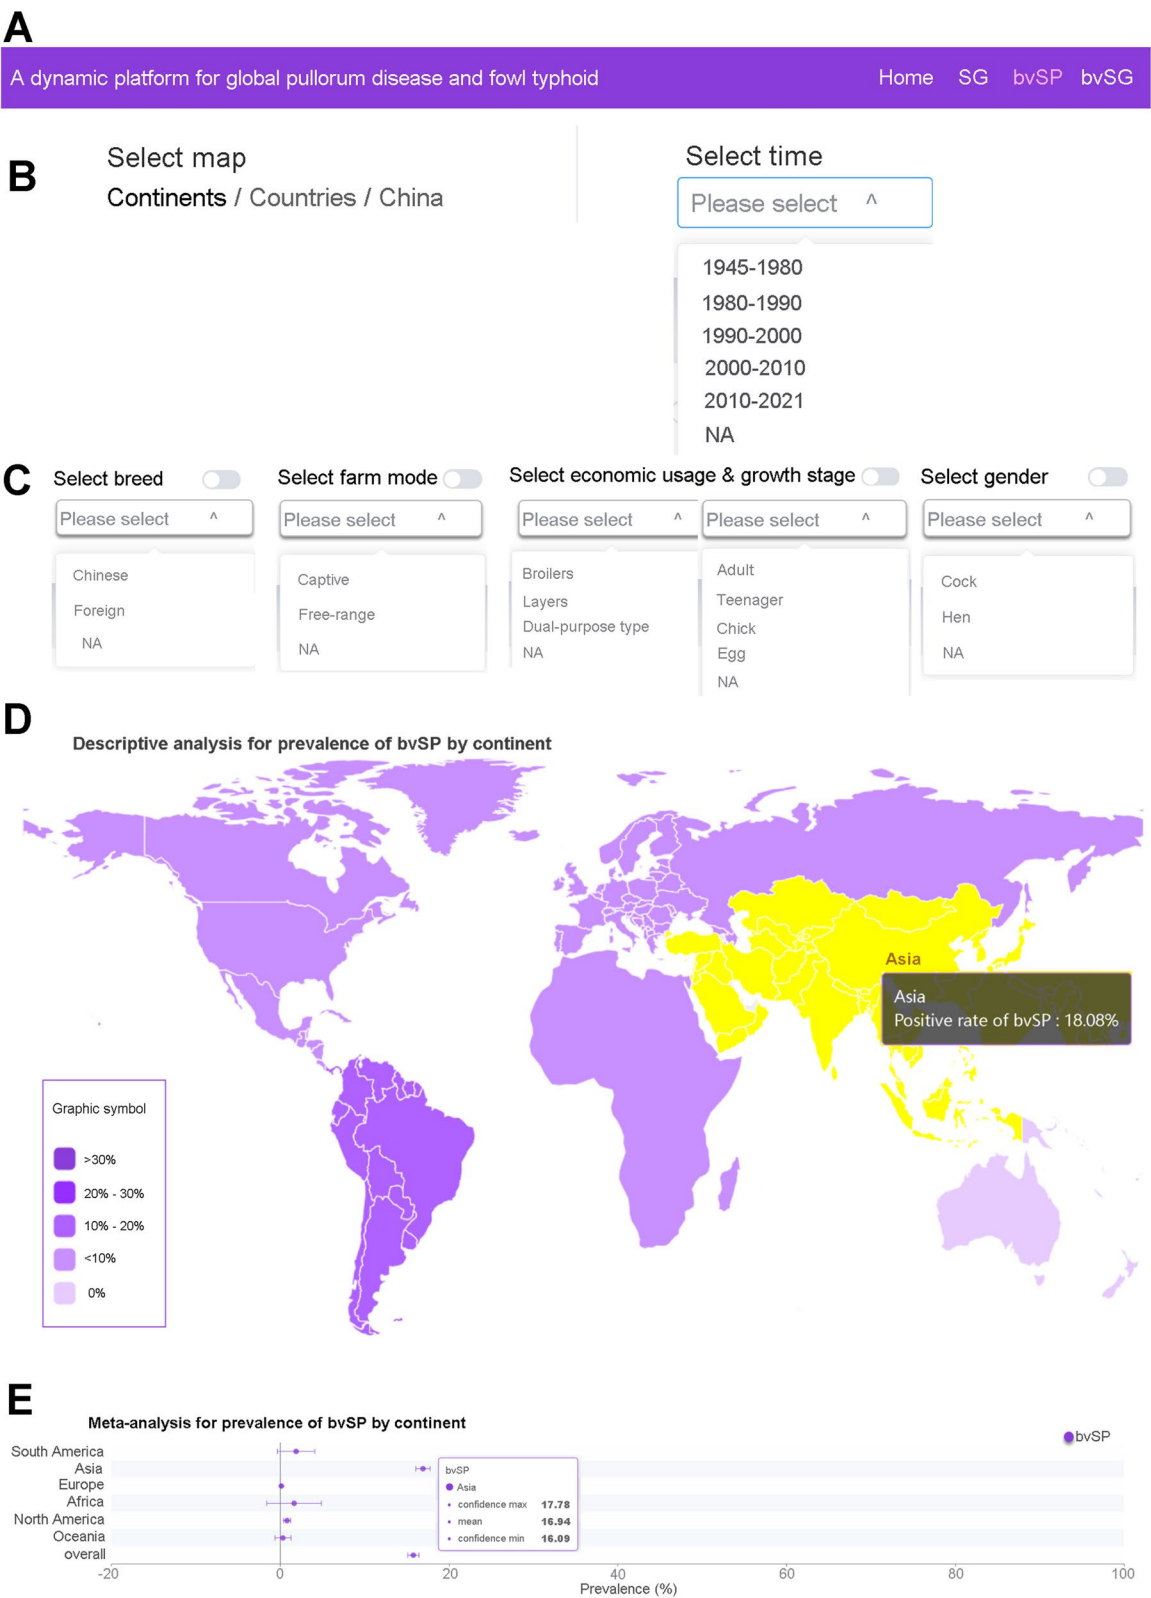 A
A dynamic platform for global pullorum disease and fowl typhoid Home SG bvSP bvSG
B
Select map
Continents / Countries / China
Select time
Please select ^
1945-1980
1980-1990
1990-2000
2000-2010
2010-2021
NA
C
Select breed
Please select ^
Chinese
Foreign
NA
Select farm mode
Please select ^
Captive
Free-range
NA
Select economic usage & growth stage
Please select ^
Broilers
Layers
Dual-purpose type
NA
Please select ^
Adult
Teenager
Chick
Egg
NA
Select gender
Please select ^
Cock
Hen
NA
D
Descriptive analysis for prevalence of bvSP by continent
Asia
Asia
Positive rate of bvSP : 18.08%
Graphic symbol
>30%
20% - 30%
10% - 20%
<10%
0%
E
Meta-analysis for prevalence of bvSP by continent
bvSP
South America
Asia
Europe
Africa
North America
Oceania
overall
bvSP
Asia
confidence max 17.78
mean 16.94
confidence min 16.09
-20 0 20 40 60 80 100
Prevalence (%)